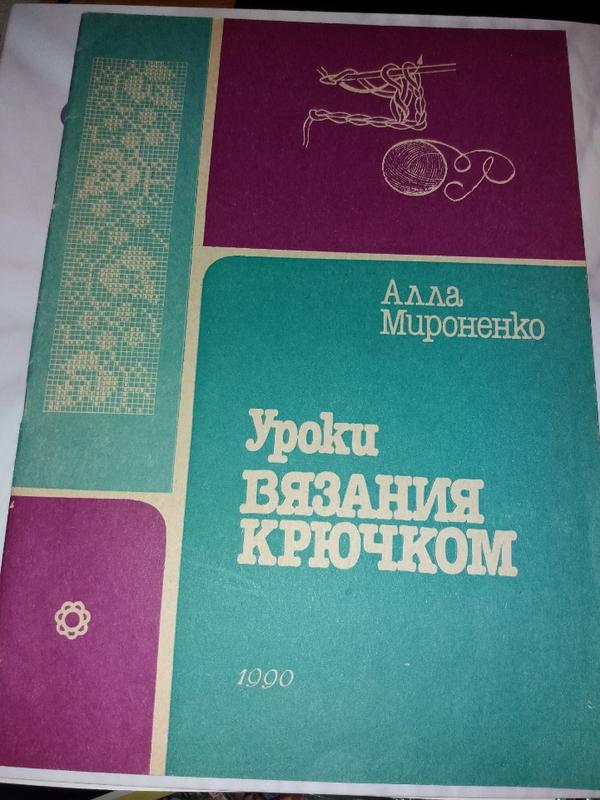 Алла
Мироненко
Уроки
ВЯЗАНИЯ
КРЮЧКОМ
1990